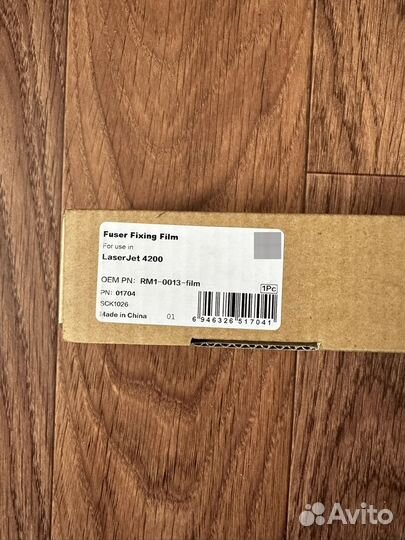 Fuser Fixing Film
For use in
LaserJet 4200
OEM PN: RM1-0013-film
PN: 01704
1Pc
SCK1026
Made in China 01
6 946326 517041
Avito